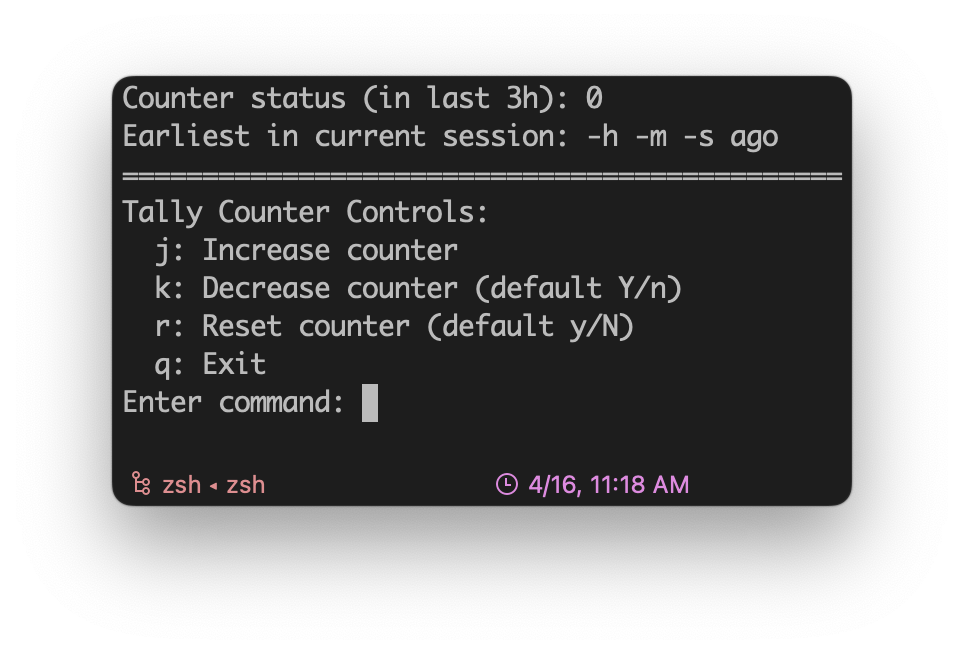 Counter status (in last 3h): 0
Earliest in current session: -h -m -s ago
=============================================
Tally Counter Controls:
  j: Increase counter
  k: Decrease counter (default Y/n)
  r: Reset counter (default y/N)
  q: Exit
Enter command:
zsh ◂ zsh
4/16, 11:18 AM